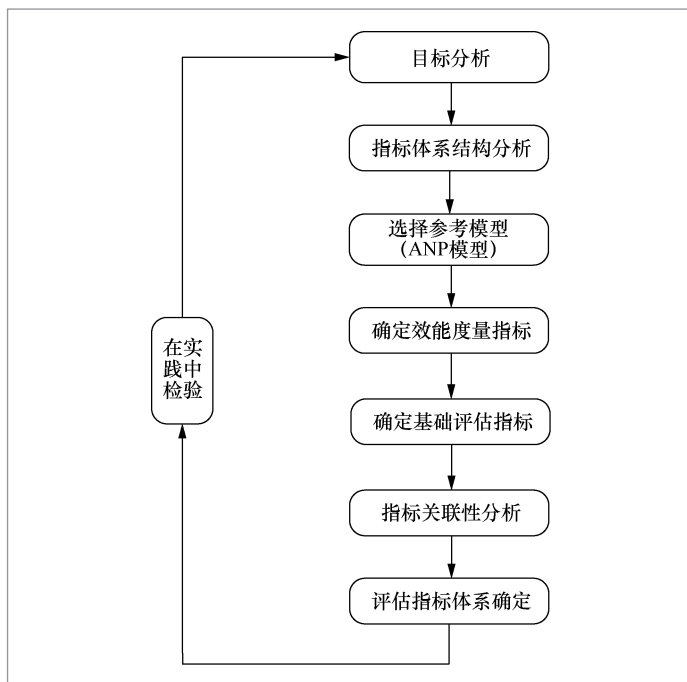 目标分析
指标体系结构分析
选择参考模型
（ANP模型）
确定效能度量指标
在实
践中
检验
确定基础评估指标
指标关联性分析
评估指标体系确定